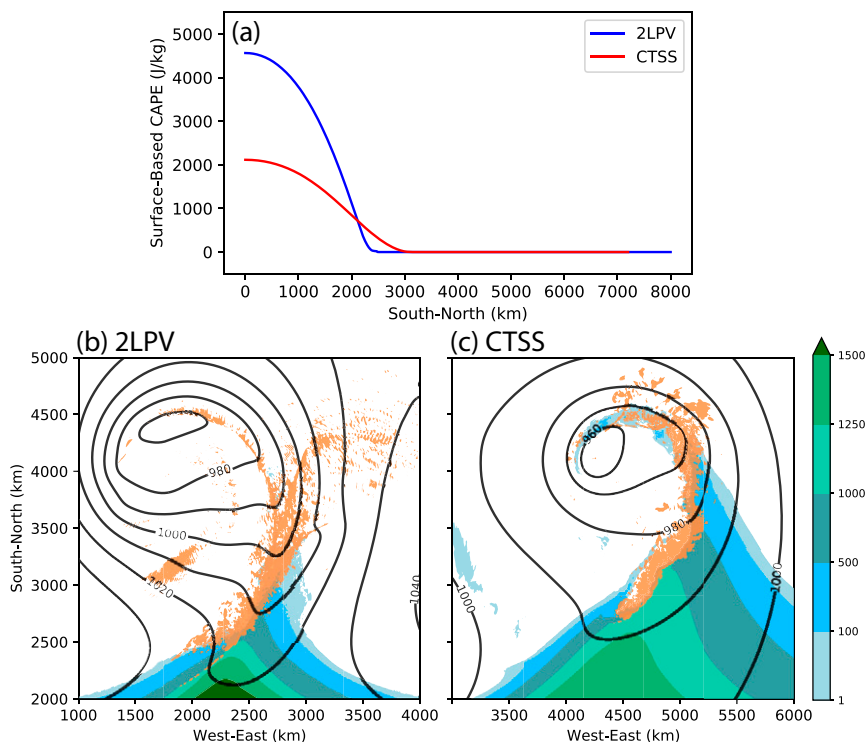 (a)
2LPV
CTSS
Surface-Based CAPE (J/kg)
5000
4000
3000
2000
1000
0
0 1000 2000 3000 4000 5000 6000 7000 8000
South-North (km)
(b) 2LPV
South-North (km)
5000
4500
4000
3500
3000
2500
2000
980
1000
1020
1040
1000 1500 2000 2500 3000 3500 4000
West-East (km)
(c) CTSS
960
980
1000
1000
3500 4000 4500 5000 5500 6000
West-East (km)
1500
1250
1000
500
100
1